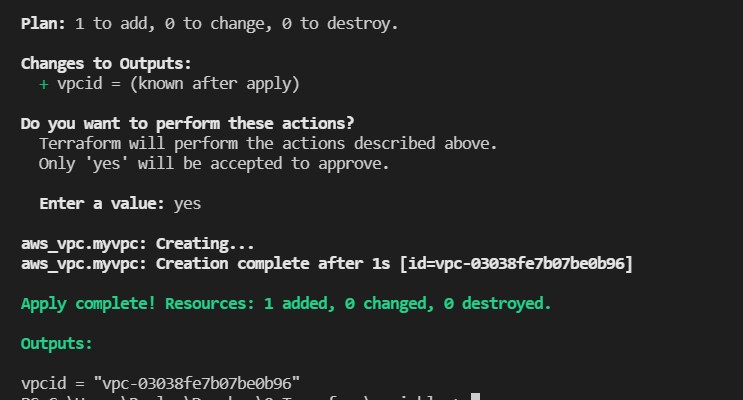 Plan: 1 to add, 0 to change, 0 to destroy.
Changes to Outputs:
+ vpcid = (known after apply)
Do you want to perform these actions?
Terraform will perform the actions described above.
Only 'yes' will be accepted to approve.
Enter a value: yes
aws_vpc.myvpc: Creating...
aws_vpc.myvpc: Creation complete after 1s [id=vpc-03038fe7b07be0b96]
Apply complete! Resources: 1 added, 0 changed, 0 destroyed.
Outputs:
vpcid = "vpc-03038fe7b07be0b96"